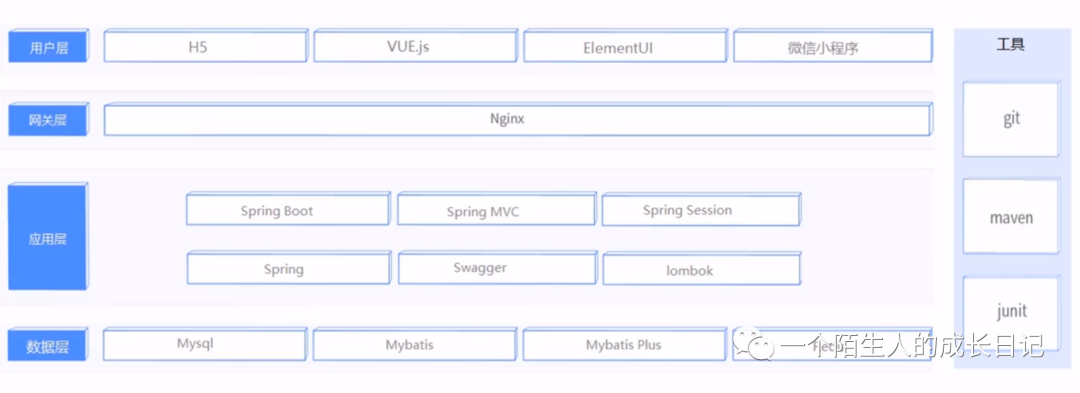 用户层 H5 VUE.js ElementUI 微信小程序
工具
网关层 Nginx
git
应用层
Spring Boot Spring MVC Spring Session
Spring Swagger lombok
maven
junit
数据层 Mysql Mybatis Mybatis Plus
一个陌生人的成长日记